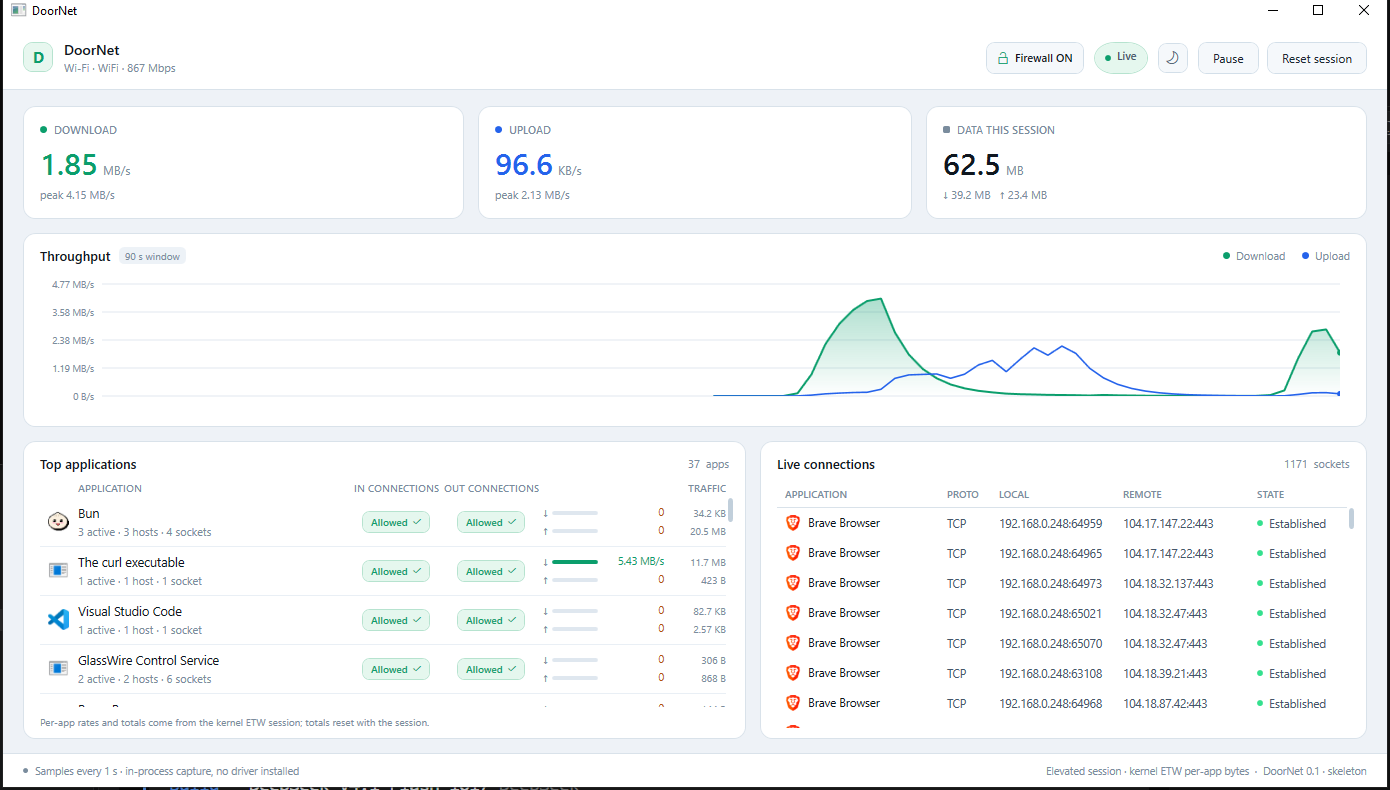 DoorNet
D
DoorNet
Wi-Fi · WiFi · 867 Mbps
Firewall ON
Live
Pause
Reset session
DOWNLOAD
1.85 MB/s
peak 4.15 MB/s
UPLOAD
96.6 KB/s
peak 2.13 MB/s
DATA THIS SESSION
62.5 MB
↓ 39.2 MB ↑ 23.4 MB
Throughput 90 s window
Download Upload
4.77 MB/s
3.58 MB/s
2.38 MB/s
1.19 MB/s
0 B/s
Top applications 37 apps
APPLICATION IN CONNECTIONS OUT CONNECTIONS TRAFFIC
Bun
3 active · 3 hosts · 4 sockets
Allowed ✓ Allowed ✓
↓ 0 34.2 KB
↑ 0 20.5 MB
The curl executable
1 active · 1 host · 1 socket
Allowed ✓ Allowed ✓
↓ 5.43 MB/s 11.7 MB
↑ 0 423 B
Visual Studio Code
1 active · 1 host · 1 socket
Allowed ✓ Allowed ✓
↓ 0 82.7 KB
↑ 0 2.57 KB
GlassWire Control Service
2 active · 2 hosts · 6 sockets
Allowed ✓ Allowed ✓
↓ 0 306 B
↑ 0 868 B
Per-app rates and totals come from the kernel ETW session; totals reset with the session.
Live connections 1171 sockets
APPLICATION PROTO LOCAL REMOTE STATE
Brave Browser TCP 192.168.0.248:64959 104.17.147.22:443 Established
Brave Browser TCP 192.168.0.248:64965 104.17.147.22:443 Established
Brave Browser TCP 192.168.0.248:64973 104.18.32.137:443 Established
Brave Browser TCP 192.168.0.248:65021 104.18.32.47:443 Established
Brave Browser TCP 192.168.0.248:65070 104.18.32.47:443 Established
Brave Browser TCP 192.168.0.248:63108 104.18.39.21:443 Established
Brave Browser TCP 192.168.0.248:64968 104.18.87.42:443 Established
Samples every 1 s · in-process capture, no driver installed
Elevated session · kernel ETW per-app bytes · DoorNet 0.1 · skeleton